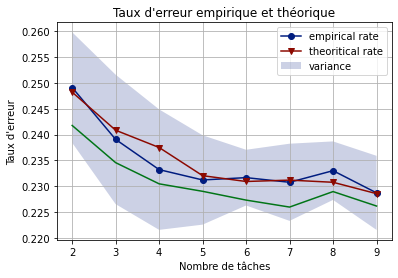 Taux d'erreur empirique et théorique
empirical rate
theoritical rate
variance
0.260
0.255
0.250
0.245
0.240
0.235
0.230
0.225
0.220
Taux d'erreur
2 3 4 5 6 7 8 9
Nombre de tâches